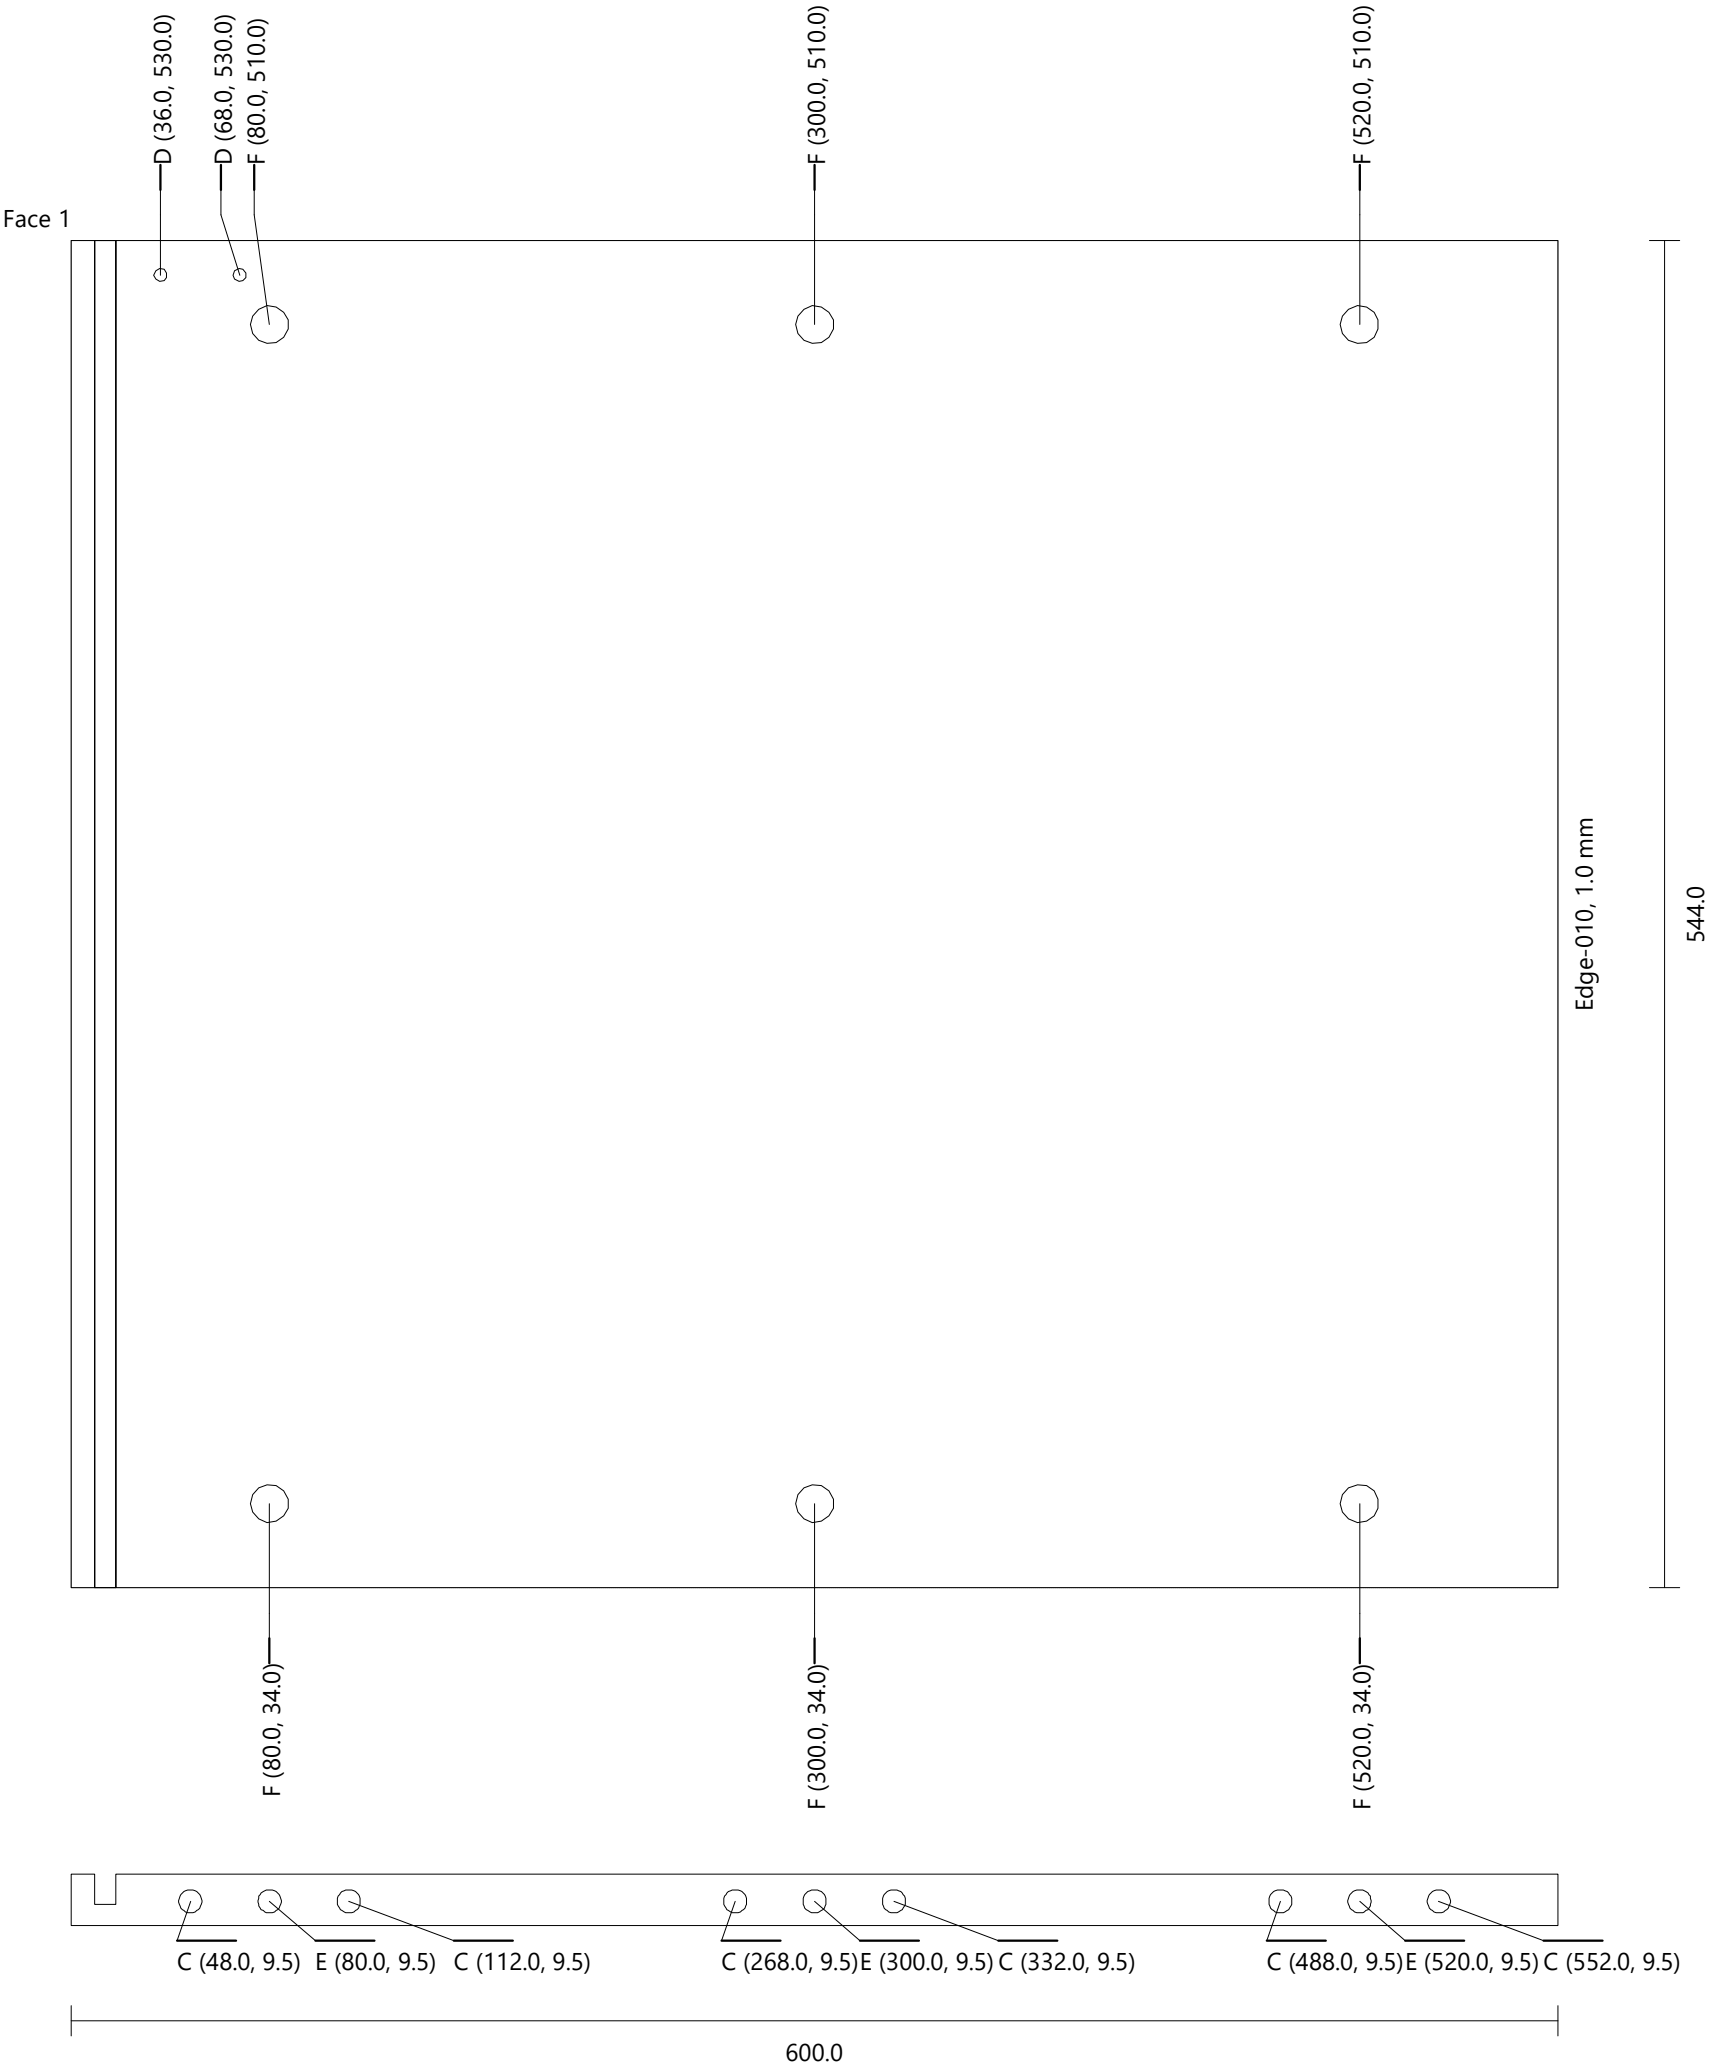 D (36.0, 530.0)
D (68.0, 530.0)
F (80.0, 510.0)
F (300.0, 510.0)
F (520.0, 510.0)
Face 1
Edge-010, 1.0 mm
544.0
F (80.0, 34.0)
F (300.0, 34.0)
F (520.0, 34.0)
C (48.0, 9.5) E (80.0, 9.5) C (112.0, 9.5) C (268.0, 9.5) E (300.0, 9.5) C (332.0, 9.5) C (488.0, 9.5) E (520.0, 9.5) C (552.0, 9.5)
600.0